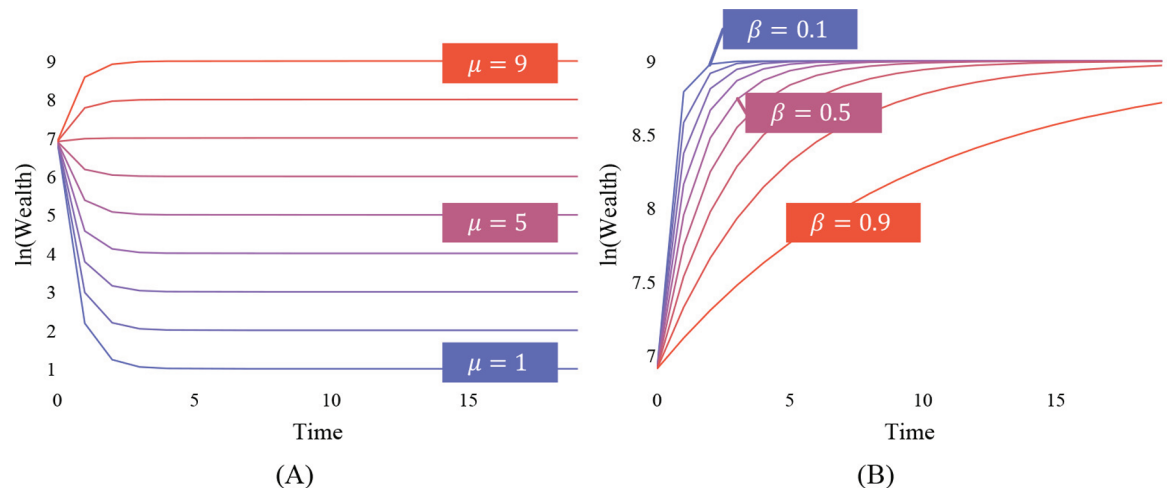 ln(Wealth)
9
8
7
6
5
4
3
2
1
μ = 9
μ = 5
μ = 1
0
5
10
15
Time
(A)
ln(Wealth)
9
8.5
8
7.5
7
β = 0.1
β = 0.5
β = 0.9
0
5
10
15
Time
(B)